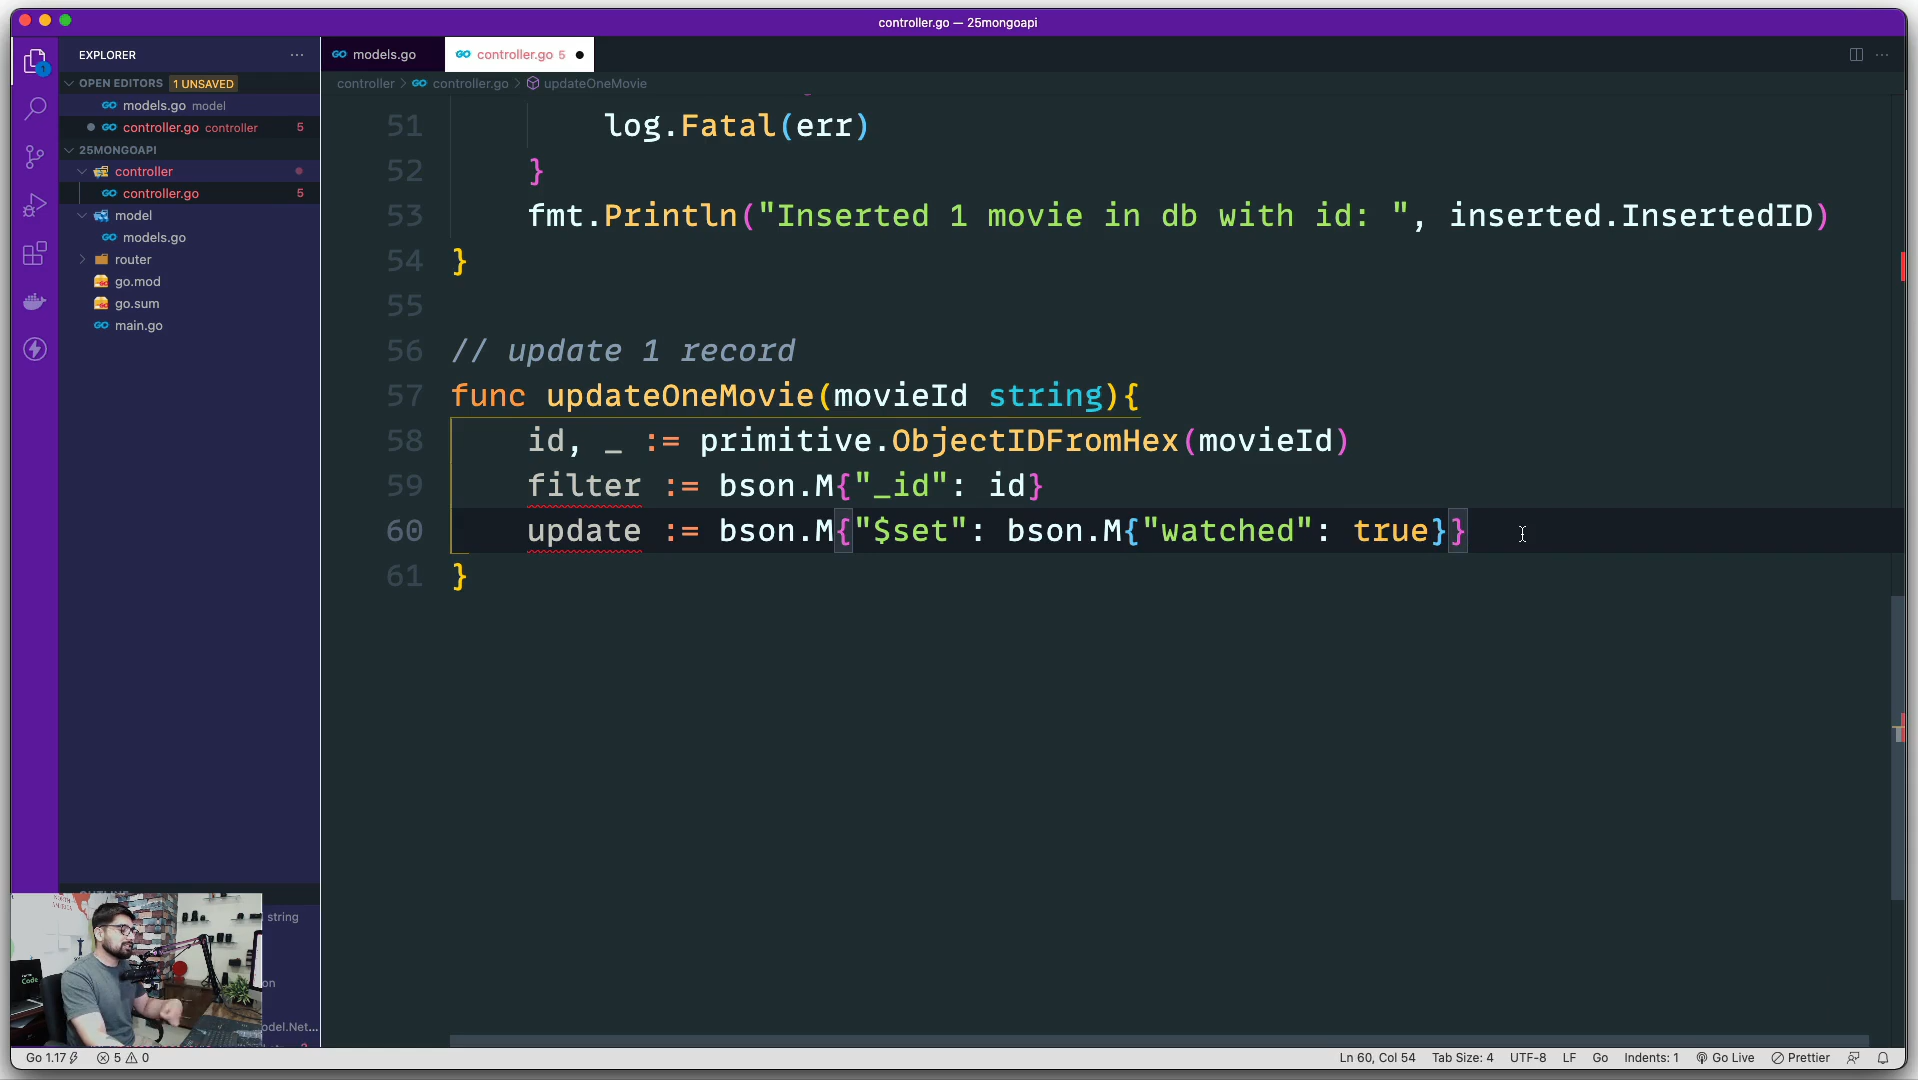 controller.go — 25mongoapi
EXPLORER
OPEN EDITORS 1 UNSAVED
models.go model
controller.go controller 5
25MONGOAPI
controller
controller.go 5
model
models.go
router
go.mod
go.sum
main.go
string
on
odel.Net...
models.go
controller.go 5
controller > controller.go > updateOneMovie
51 log.Fatal(err)
52 }
53 fmt.Println("Inserted 1 movie in db with id: ", inserted.InsertedID)
54 }
55
56 // update 1 record
57 func updateOneMovie(movieId string){
58 id, _ := primitive.ObjectIDFromHex(movieId)
59 filter := bson.M{"_id": id}
60 update := bson.M{"$set": bson.M{"watched": true}}
61 }
Go 1.17 5 0 Ln 60, Col 54 Tab Size: 4 UTF-8 LF Go Indents: 1 Go Live Prettier